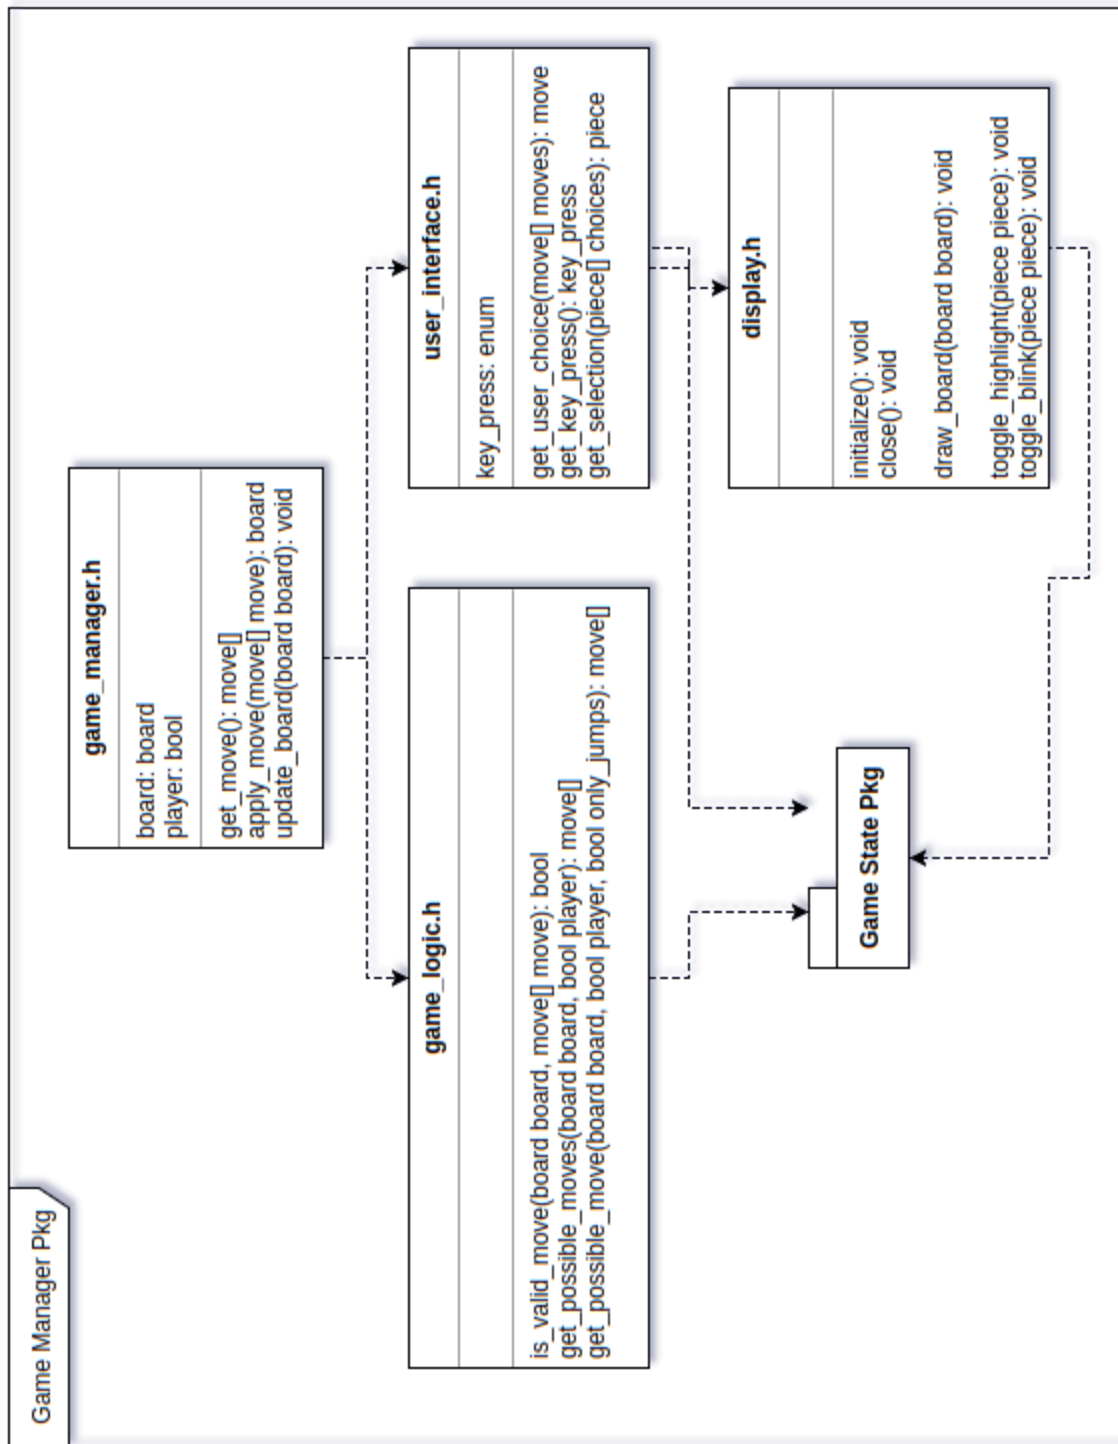 Game Manager Pkg
game_manager.h
board: board
player: bool
get_move(): move[]
apply_move(move[] move): board
update_board(board board): void
game_logic.h
is_valid_move(board board, move[] move): bool
get_possible_moves(board board, bool player): move[]
get_possible_move(board board, bool player, bool only_jumps): move[]
user_interface.h
key_press: enum
get_user_choice(move[] moves): move
get_key_press(): key_press
get_selection(piece[] choices): piece
Game State Pkg
display.h
initialize(): void
close(): void
draw_board(board board): void
toggle_highlight(piece piece): void
toggle_blink(piece piece): void